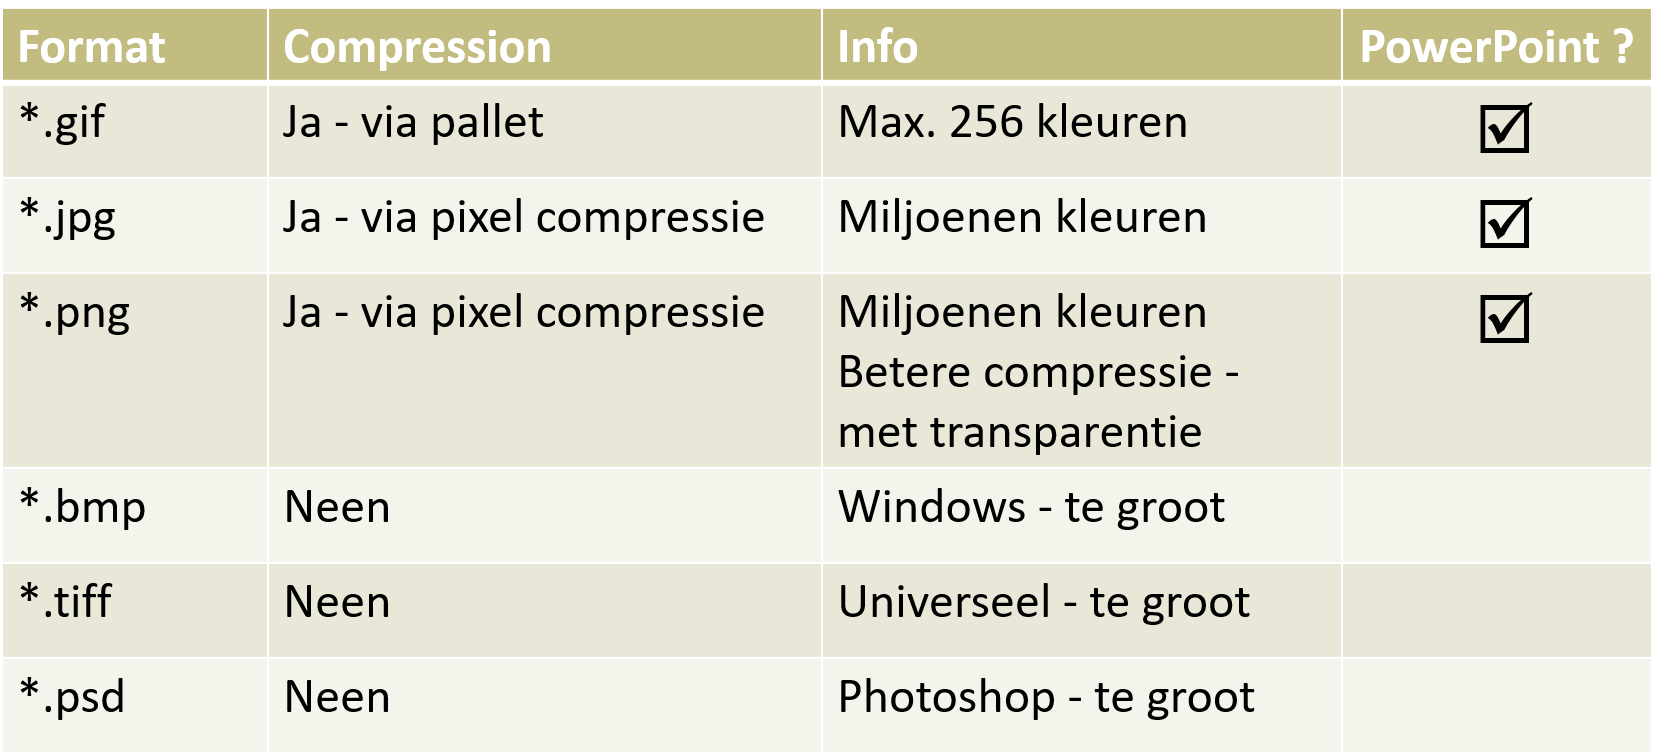 Format Compression Info PowerPoint ?
*.gif Ja - via pallet Max. 256 kleuren ☑
*.jpg Ja - via pixel compressie Miljoenen kleuren ☑
*.png Ja - via pixel compressie Miljoenen kleuren ☑
Betere compressie -
met transparentie
*.bmp Neen Windows - te groot
*.tiff Neen Universeel - te groot
*.psd Neen Photoshop - te groot